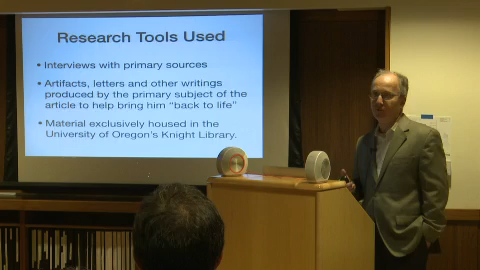 Research Tools Used
• Interviews with primary sources
• Artifacts, letters and other writings
produced by the primary subject of the
article to help bring him “back to life”
• Material exclusively housed in the
University of Oregon’s Knight Library.